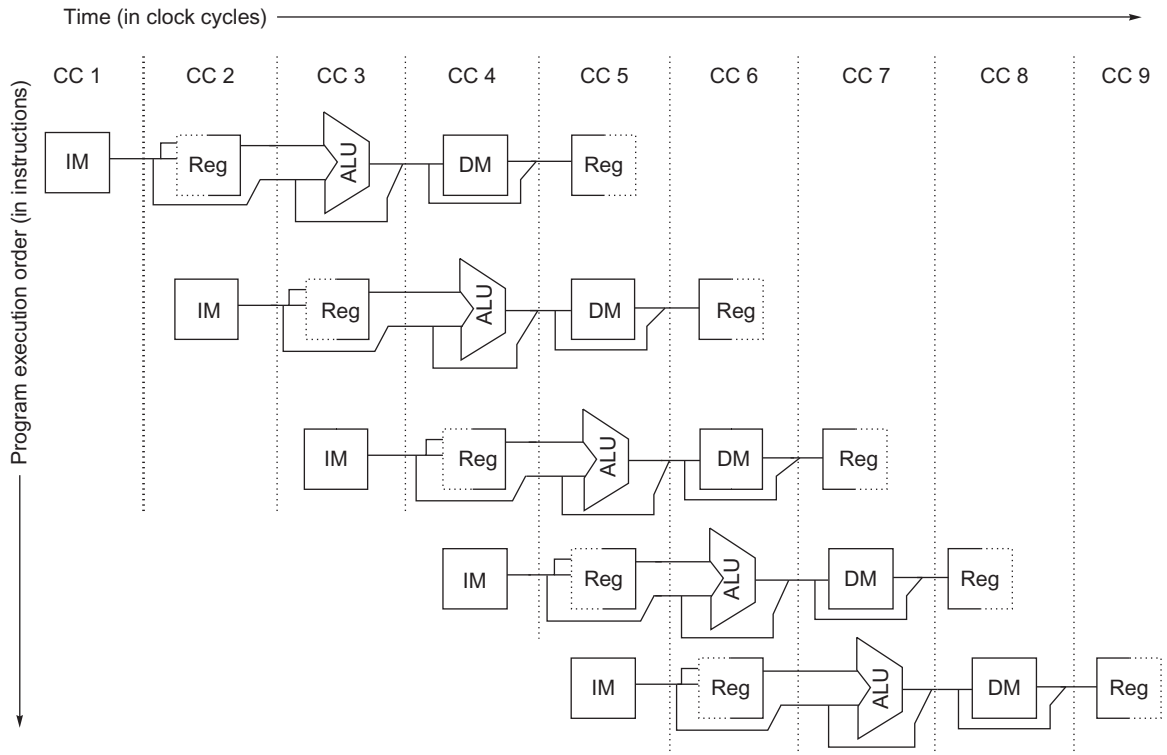 Time (in clock cycles)
CC 1 CC 2 CC 3 CC 4 CC 5 CC 6 CC 7 CC 8 CC 9
Program execution order (in instructions)
IM Reg ALU DM Reg
IM Reg ALU DM Reg
IM Reg ALU DM Reg
IM Reg ALU DM Reg
IM Reg ALU DM Reg